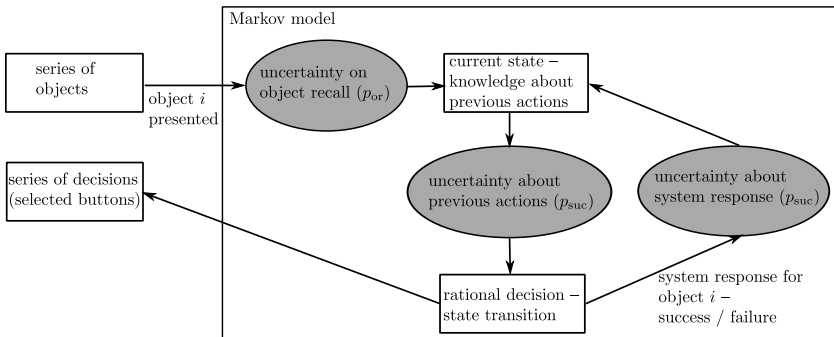 Markov model
series of
objects
object i
presented
uncertainty on
object recall (p_or)
current state –
knowledge about
previous actions
series of decisions
(selected buttons)
uncertainty about
previous actions (p_suc)
uncertainty about
system response (p_suc)
rational decision –
state transition
system response for
object i –
success / failure